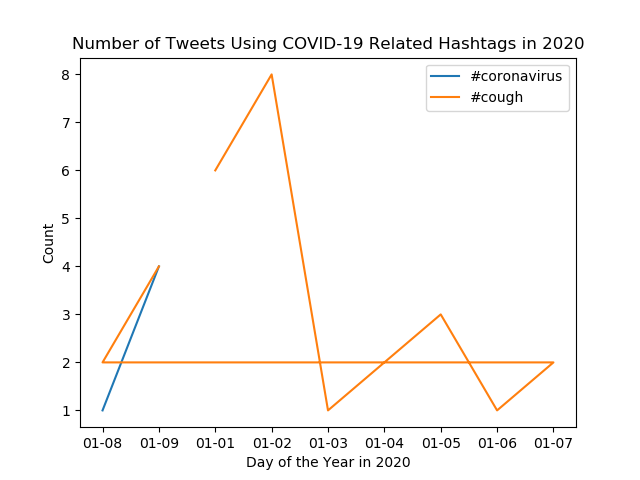 Number of Tweets Using COVID-19 Related Hashtags in 2020
#coronavirus
#cough
Count
8
7
6
5
4
3
2
1
01-08 01-09 01-01 01-02 01-03 01-04 01-05 01-06 01-07
Day of the Year in 2020